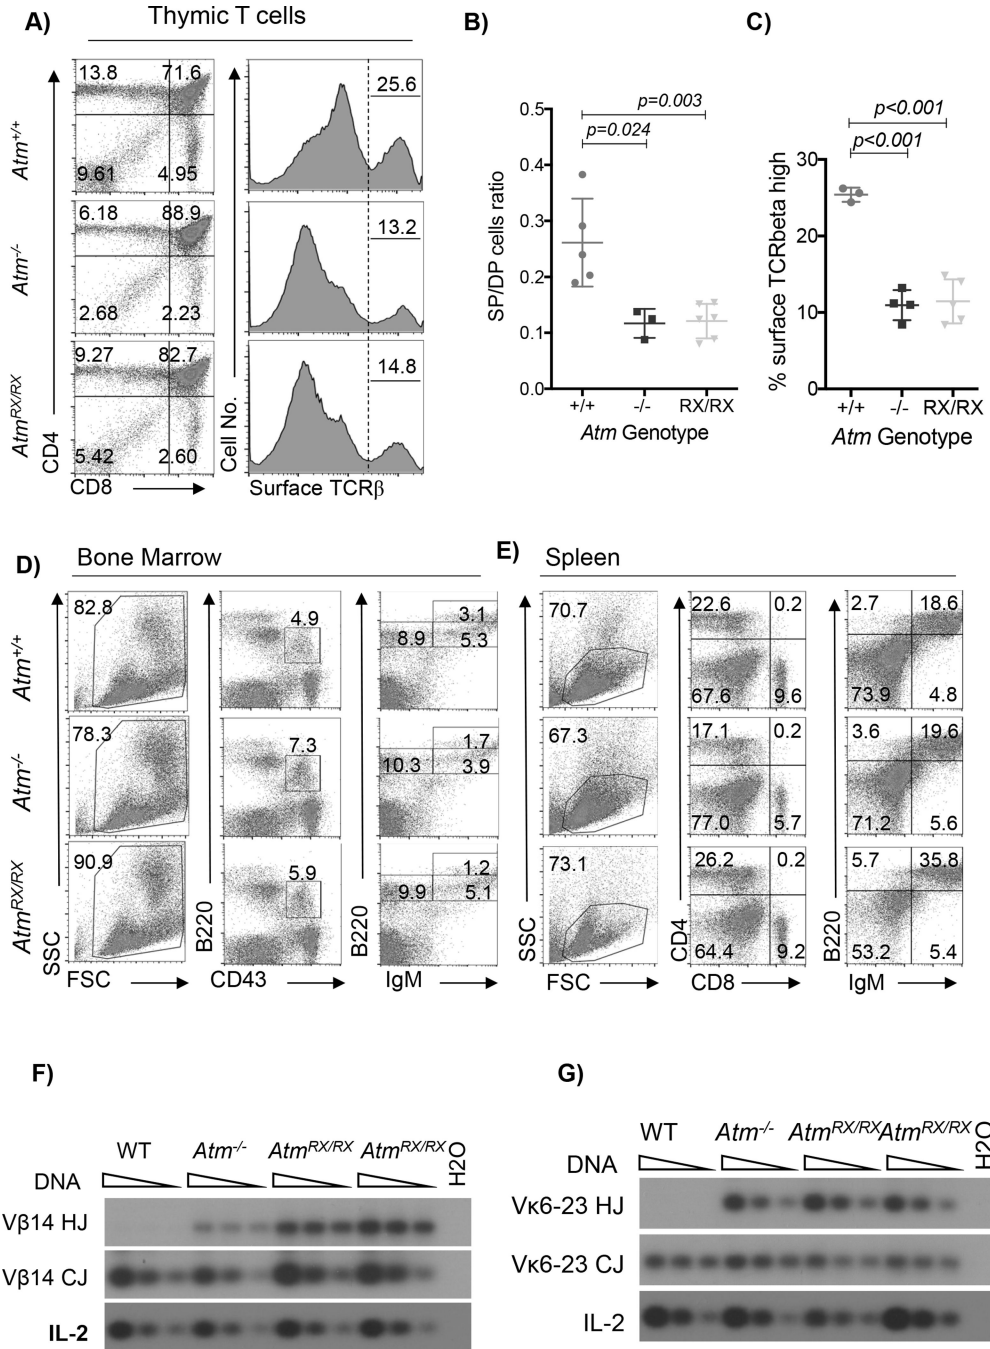 A)
Thymic T cells
Atm+/+
13.8 71.6
9.61 4.95
25.6
Atm-/-
6.18 88.9
2.68 2.23
13.2
AtmRX/RX
9.27 82.7
5.42 2.60
14.8
CD4
CD8
Cell No.
Surface TCRβ
B)
SP/DP cells ratio
0.5
0.4
0.3
0.2
0.1
0.0
p=0.003
p=0.024
+/+ -/- RX/RX
Atm Genotype
C)
% surface TCRbeta high
30
20
10
0
p<0.001
p<0.001
+/+ -/- RX/RX
Atm Genotype
D)
Bone Marrow
Atm+/+
82.8
4.9
3.1
8.9 5.3
Atm-/-
78.3
7.3
1.7
10.3 3.9
AtmRX/RX
90.9
5.9
1.2
9.9 5.1
SSC
FSC
B220
CD43
B220
IgM
E)
Spleen
70.7
22.6 0.2
67.6 9.6
2.7 18.6
73.9 4.8
67.3
17.1 0.2
77.0 5.7
3.6 19.6
71.2 5.6
73.1
26.2 0.2
64.4 9.2
5.7 35.8
53.2 5.4
SSC
FSC
CD4
CD8
B220
IgM
F)
WT Atm-/- AtmRX/RX AtmRX/RX H2O
DNA
Vβ14 HJ
Vβ14 CJ
IL-2
G)
WT Atm-/- AtmRX/RX AtmRX/RX H2O
DNA
Vκ6-23 HJ
Vκ6-23 CJ
IL-2